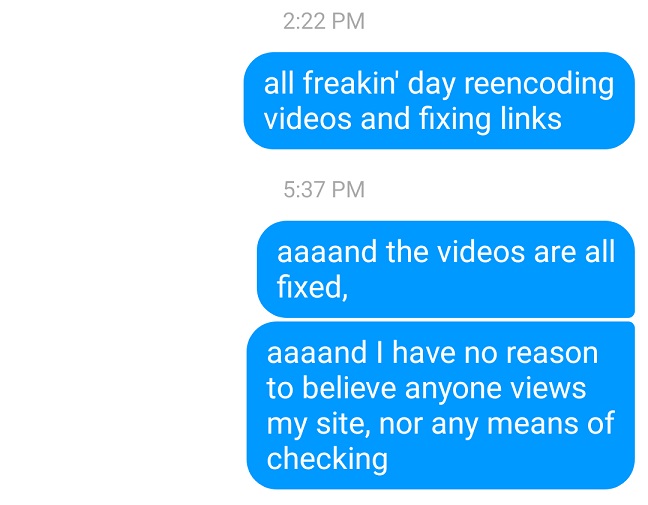 2:22 PM
all freakin' day reencoding
videos and fixing links
5:37 PM
aaaand the videos are all
fixed,
aaaand I have no reason
to believe anyone views
my site, nor any means of
checking